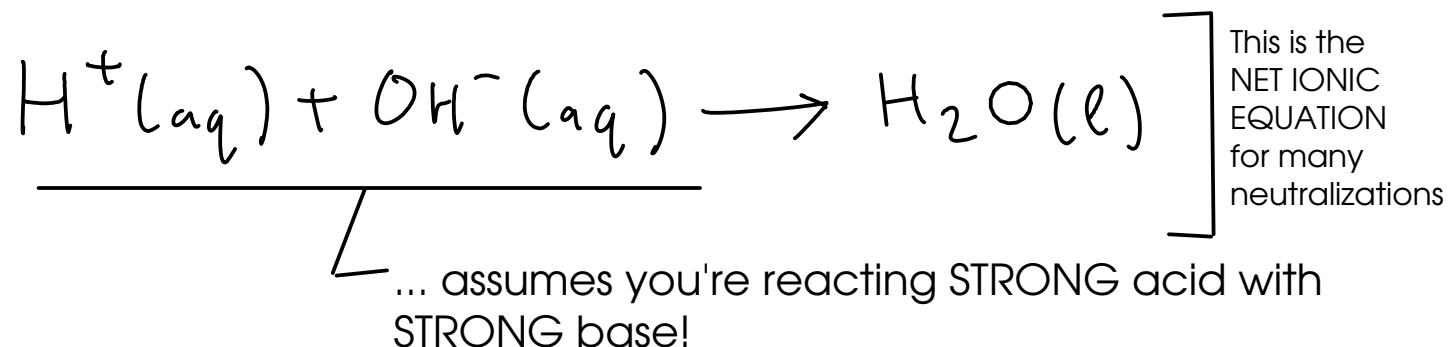 H⁺(aq) + OH⁻(aq) → H₂O(l)
This is the
NET IONIC
EQUATION
for many
neutralizations
... assumes you're reacting STRONG acid with
STRONG base!